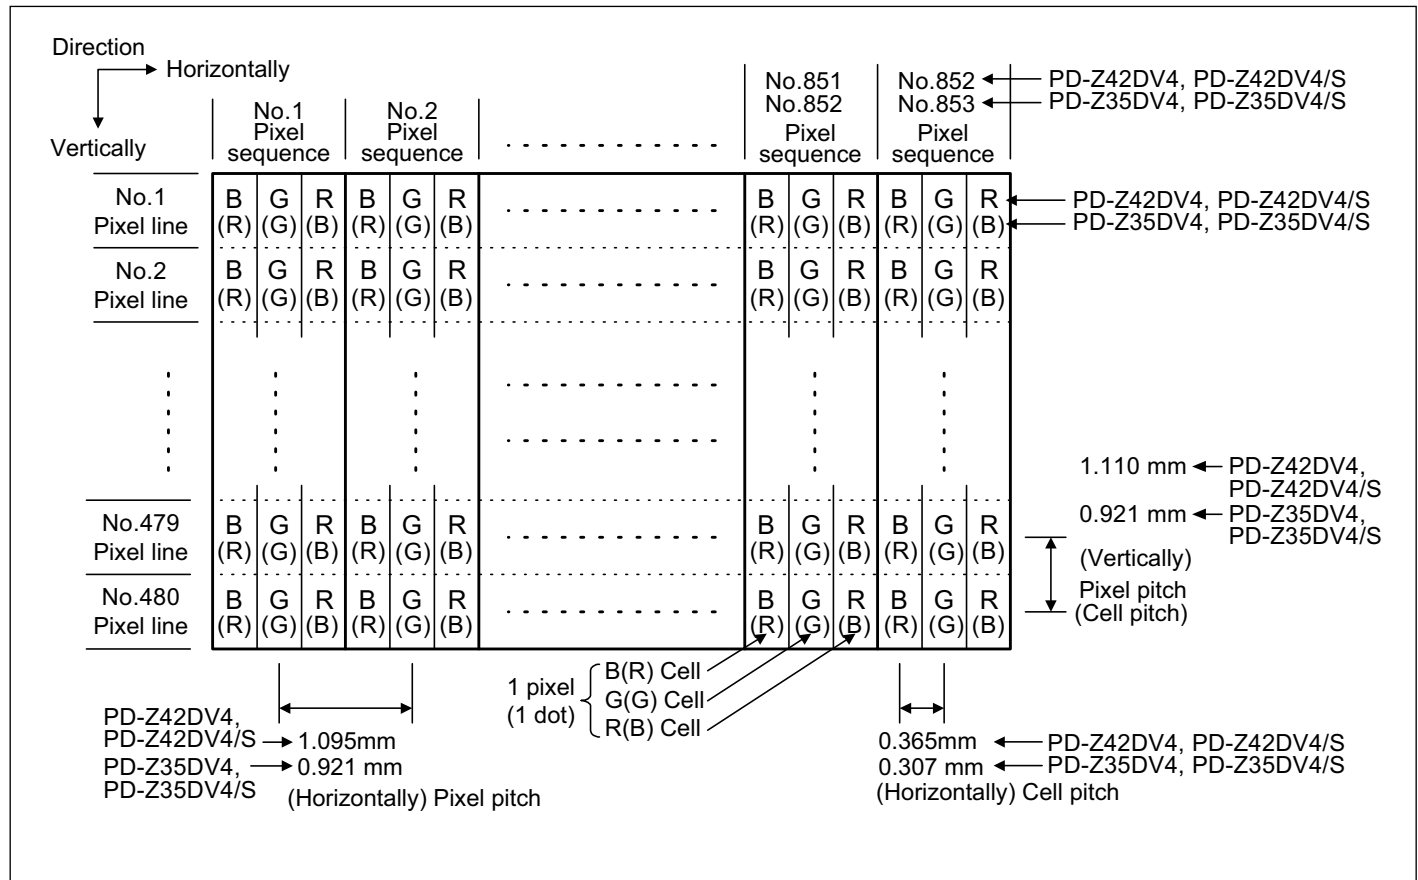 Direction
Horizontally
Vertically
No.1
Pixel
sequence
No.2
Pixel
sequence
No.851
No.852
Pixel
sequence
No.852
No.853
Pixel
sequence
PD-Z42DV4, PD-Z42DV4/S
PD-Z35DV4, PD-Z35DV4/S
No.1
Pixel line
B G R B G R B G R B G R
(R) (G) (B) (R) (G) (B) (R) (G) (B) (R) (G) (B)
PD-Z42DV4, PD-Z42DV4/S
PD-Z35DV4, PD-Z35DV4/S
No.2
Pixel line
B G R B G R B G R B G R
(R) (G) (B) (R) (G) (B) (R) (G) (B) (R) (G) (B)
1.110 mm
PD-Z42DV4,
PD-Z42DV4/S
0.921 mm
PD-Z35DV4,
PD-Z35DV4/S
(Vertically)
Pixel pitch
(Cell pitch)
No.479
Pixel line
B G R B G R B G R B G R
(R) (G) (B) (R) (G) (B) (R) (G) (B) (R) (G) (B)
No.480
Pixel line
B G R B G R B G R B G R
(R) (G) (B) (R) (G) (B) (R) (G) (B) (R) (G) (B)
1 pixel
(1 dot)
B(R) Cell
G(G) Cell
R(B) Cell
PD-Z42DV4,
PD-Z42DV4/S
1.095mm
PD-Z35DV4,
PD-Z35DV4/S
0.921 mm
(Horizontally) Pixel pitch
0.365mm
PD-Z42DV4, PD-Z42DV4/S
0.307 mm
PD-Z35DV4, PD-Z35DV4/S
(Horizontally) Cell pitch